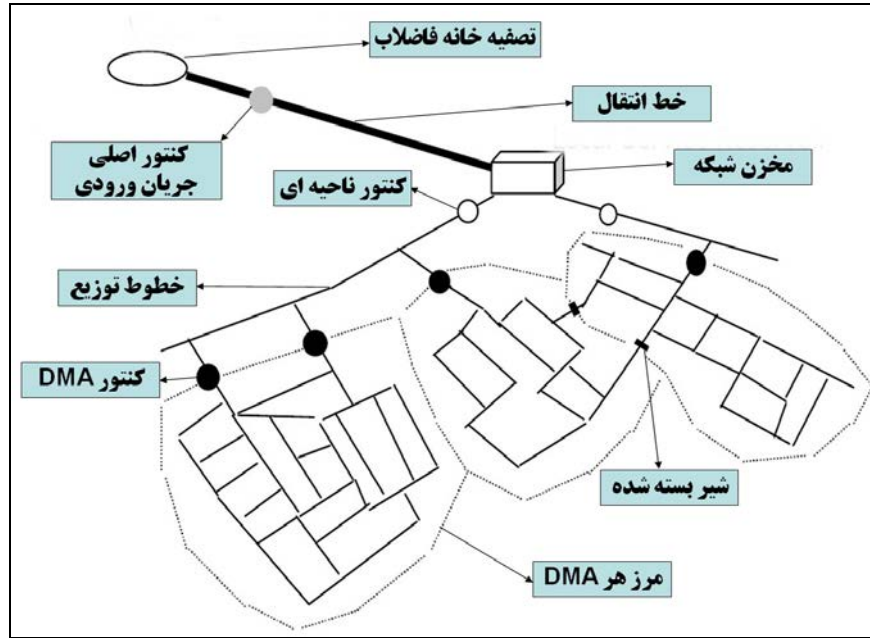 تصفیه خانه فاضلاب
خط انتقال
کنتور اصلی
جریان ورودی
مخزن شبکه
کنتور ناحیه ای
خطوط توزیع
کنتور DMA
شیر بسته شده
مرز هر DMA